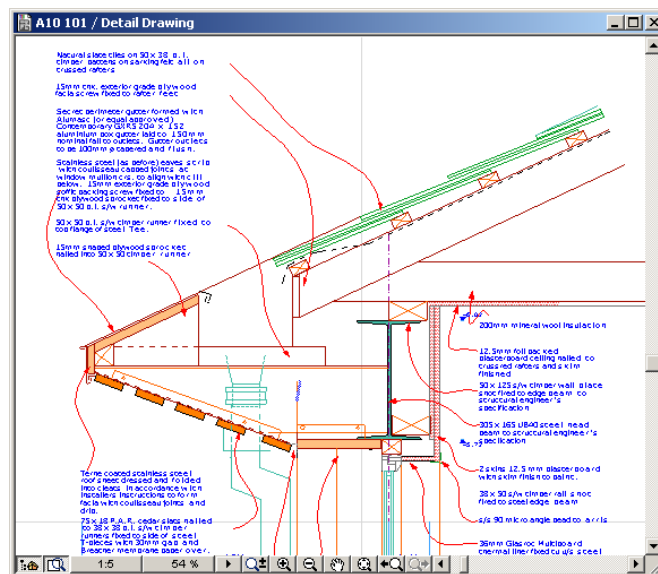 A10 101 / Detail Drawing
Natural slate tiles on 50 x 38 p.t.
timber battens on sarking felt all on
trussed rafters
15mm thk. exterior grade plywood
facia screw fixed to rafter feet
Secret perimeter gutter formed with
Alumasc (or equal approved)
Contemporary GXRS 204 x 152
aluminium box gutter laid to 150mm
nominal fall to outlets. Gutter outlets
to be 100mm tapered and flush.
Stainless steel (as before) eaves strip
with coulisseau capped joints at
window mullion crs. to align with cill
below. 15mm exterior grade plywood
soffit backing screw fixed to 15mm
thk plywood sprocket fixed to side of
50 x 50 p.t. s/w runner.
50 x 50 p.t. s/w timber runner fixed to
top flange of steel Tee.
15mm shaped plywood sprocket
nailed into 50 x 50 timber runner
200mm mineral wool insulation
12.5mm foil backed
plasterboard ceiling nailed to
trussed rafters and skim
finished
50 x 125 s/w timber wall plate
shot fixed to edge beam to
structural engineer's
specification
305 x 165 UB40 steel head
beam to structural engineer's
specification
2 skins 12.5mm plasterboard
with skim finish to paint.
38 x 50 s/w timber rail shot
fixed to steel edge beam
s/s 90 micro angle bead to arris
36mm Glasroc Multiboard
thermal liner fixed to u/s steel
Terne coated stainless steel
roof sheet dressed and folded
into cleats in accordance with
installers instructions to form
facia with coulisseau joints and
drip.
75 x 18 P.A.R. cedar slats nailed
to 38 x 38 p.t. s/w timber
runners fixed to side of steel
T-pieces with 30mm gap and
Breather membrane paper over.
1:5
54 %